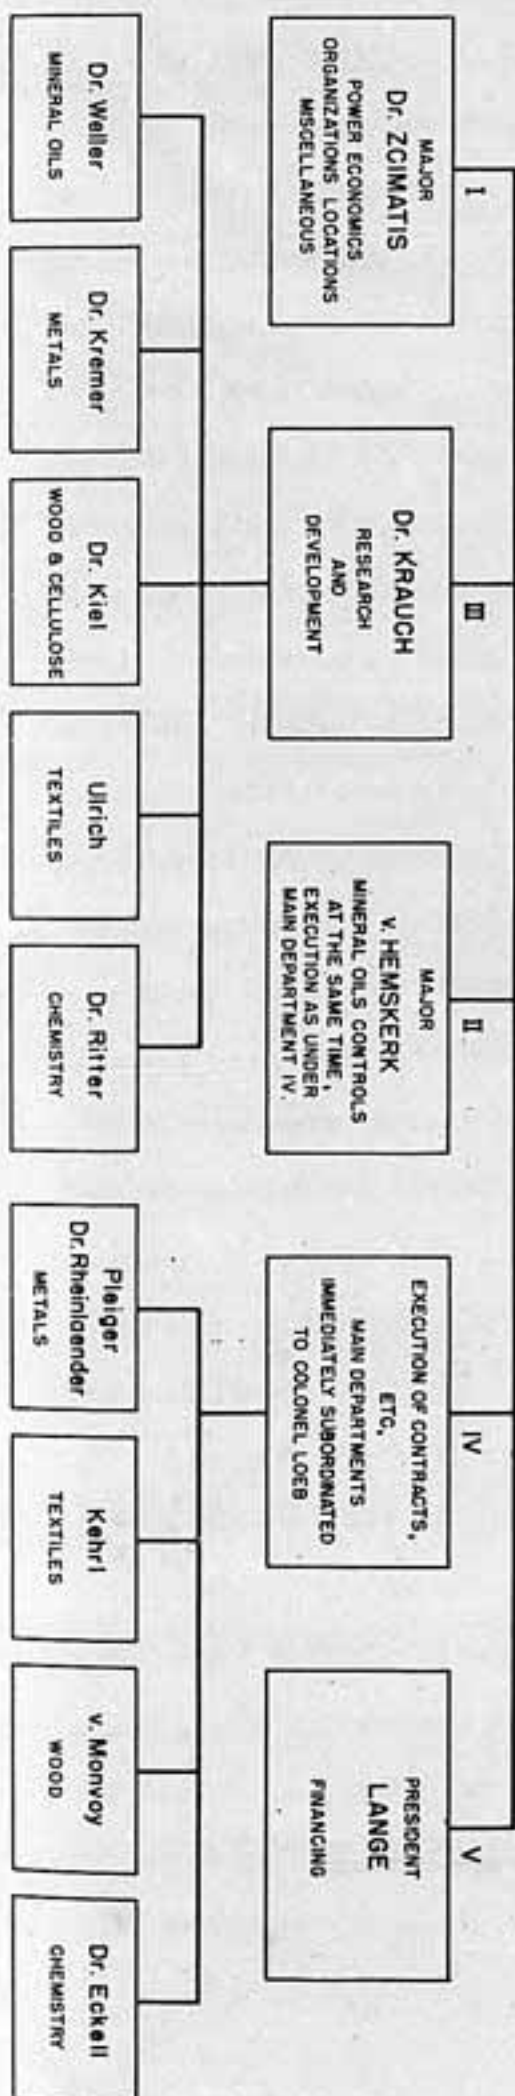 I
MAJOR
Dr. ZCIMATIS
POWER ECONOMICS
ORGANIZATIONS LOCATIONS
MISCELLANEOUS
III
Dr. KRAUCH
RESEARCH
AND
DEVELOPMENT
II
MAJOR
v. HEMSKERK
MINERAL OILS CONTROLS
AT THE SAME TIME,
EXECUTION AS UNDER
MAIN DEPARTMENT IV.
IV
EXECUTION OF CONTRACTS,
ETC,
MAIN DEPARTMENTS
IMMEDIATELY SUBORDINATED
TO COLONEL LOEB
V
PRESIDENT
LANGE
FINANCING
Dr. Weller
MINERAL OILS
Dr. Kremer
METALS
Dr. Kiel
WOOD & CELLULOSE
Ulrich
TEXTILES
Dr. Ritter
CHEMISTRY
Pleiger
Dr. Rheinlaender
METALS
Kehrl
TEXTILES
v. Monvoy
WOOD
Dr. Eckell
CHEMISTRY